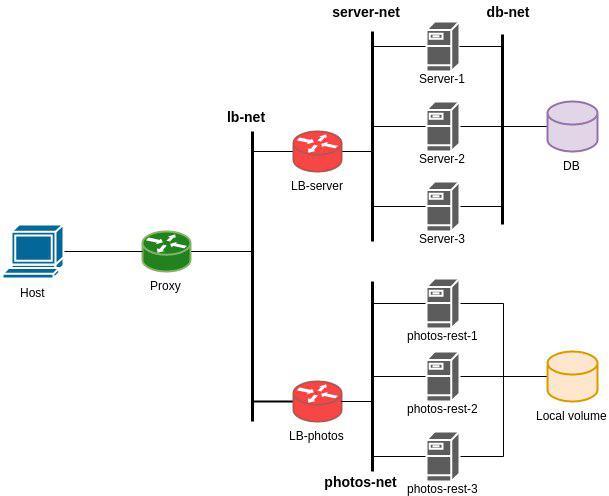 server-net
db-net
Server-1
lb-net
LB-server
Server-2
DB
Server-3
Host
Proxy
photos-rest-1
photos-rest-2
Local volume
LB-photos
photos-net
photos-rest-3